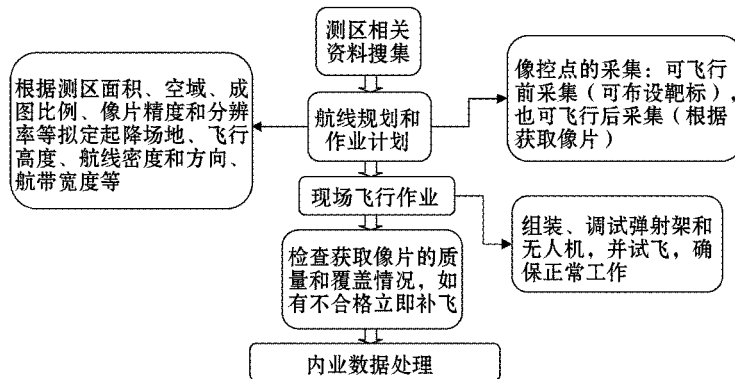 测区相关
资料搜集
根据测区面积、空域、成
图比例、像片精度和分辨
率等拟定起降场地、飞行
高度、航线密度和方向、
航带宽度等
航线规划和
作业计划
像控点的采集：可飞行
前采集（可布设靶标），
也可飞行后采集（根据
获取像片）
现场飞行作业
组装、调试弹射架和
无人机，并试飞，确
保正常工作
检查获取像片的质
量和覆盖情况，如
有不合格立即补飞
内业数据处理